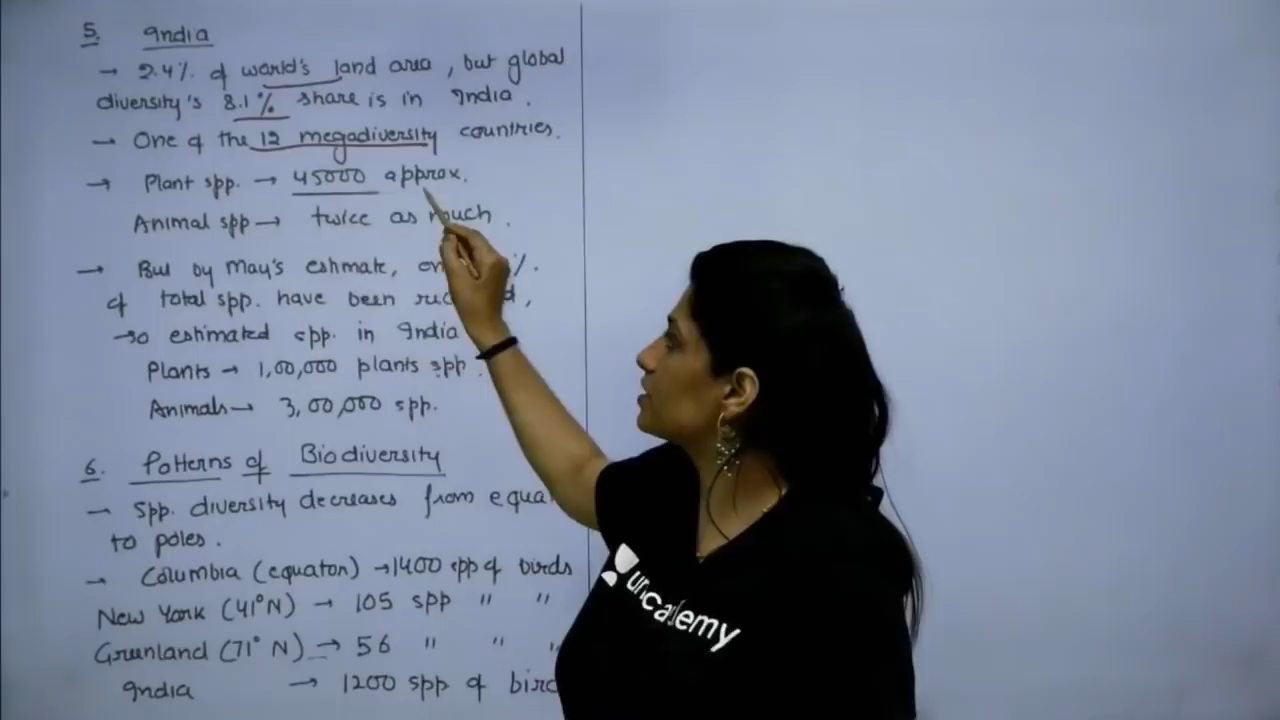 5. India
→ 2.4% of world's land area, but global
diversity's 8.1% share is in India.
→ One of the 12 megadiversity countries.
→ Plant spp. → 45000 approx.
Animal spp → twice as much.
→ But by May's estimate, %.
of total spp. have been ,
→ so estimated spp. in India
Plants → 1,00,000 plants spp.
Animals → 3,00,000 spp.
6. Patterns of Biodiversity
→ Spp. diversity decreases from
to poles.
→ Columbia (equator) → 1400 spp of birds
New York (41°N) → 105 spp " "
Greenland (71° N) → 56 " " "
India → 1200 spp of
unacademy